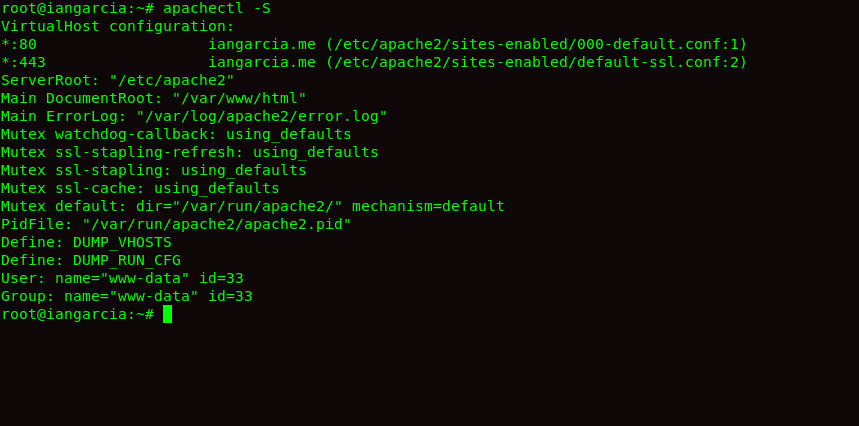 root@iangarcia:~# apachectl -S
VirtualHost configuration:
*:80                   iangarcia.me (/etc/apache2/sites-enabled/000-default.conf:1)
*:443                  iangarcia.me (/etc/apache2/sites-enabled/default-ssl.conf:2)
ServerRoot: "/etc/apache2"
Main DocumentRoot: "/var/www/html"
Main ErrorLog: "/var/log/apache2/error.log"
Mutex watchdog-callback: using_defaults
Mutex ssl-stapling-refresh: using_defaults
Mutex ssl-stapling: using_defaults
Mutex ssl-cache: using_defaults
Mutex default: dir="/var/run/apache2/" mechanism=default
PidFile: "/var/run/apache2/apache2.pid"
Define: DUMP_VHOSTS
Define: DUMP_RUN_CFG
User: name="www-data" id=33
Group: name="www-data" id=33
root@iangarcia:~#